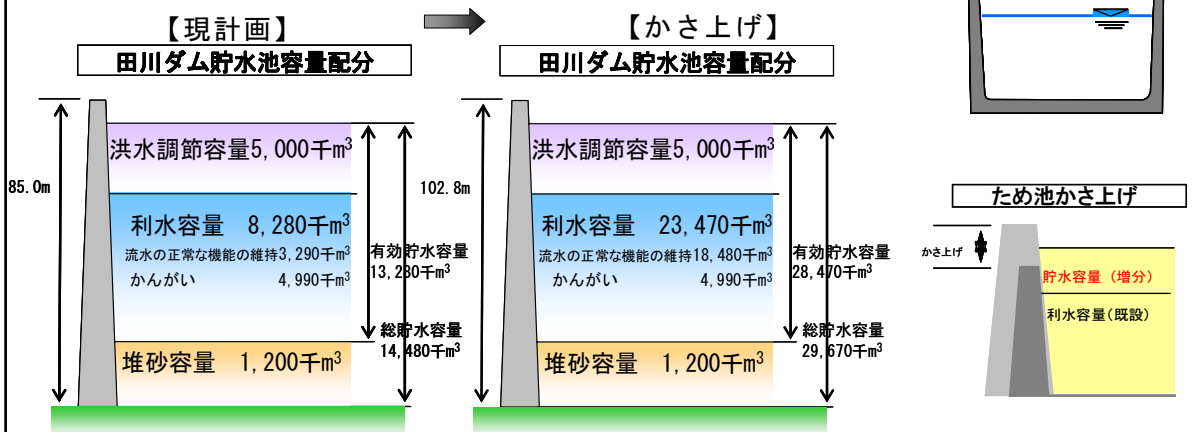 【現計画】
田川ダム貯水池容量配分
85.0m
洪水調節容量5,000千m³
利水容量 8,280千m³
流水の正常な機能の維持3,290千m³
かんがい 4,990千m³
堆砂容量 1,200千m³
有効貯水容量
13,280千m³
総貯水容量
14,480千m³
【かさ上げ】
田川ダム貯水池容量配分
102.8m
洪水調節容量5,000千m³
利水容量 23,470千m³
流水の正常な機能の維持18,480千m³
かんがい 4,990千m³
堆砂容量 1,200千m³
有効貯水容量
28,470千m³
総貯水容量
29,670千m³
ため池かさ上げ
かさ上げ
貯水容量（増分）
利水容量(既設)